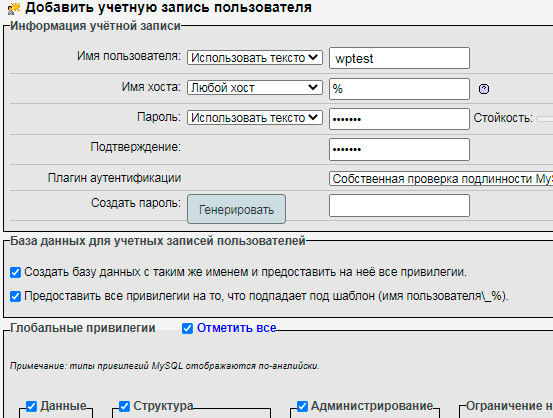 Добавить учетную запись пользователя
Информация учётной записи
Имя пользователя: Использовать тексто wptest
Имя хоста: Любой хост %
Пароль: Использовать тексто ••••••• Стойкость:
Подтверждение: •••••••
Плагин аутентификации Собственная проверка подлинности MyS
Создать пароль: Генерировать
База данных для учетных записей пользователей
Создать базу данных с таким же именем и предоставить на неё все привилегии.
Предоставить все привилегии на то, что подпадает под шаблон (имя пользователя\_%).
Глобальные привилегии Отметить все
Примечание: типы привилегий MySQL отображаются по-английски.
Данные Структура Администрирование Ограничение н